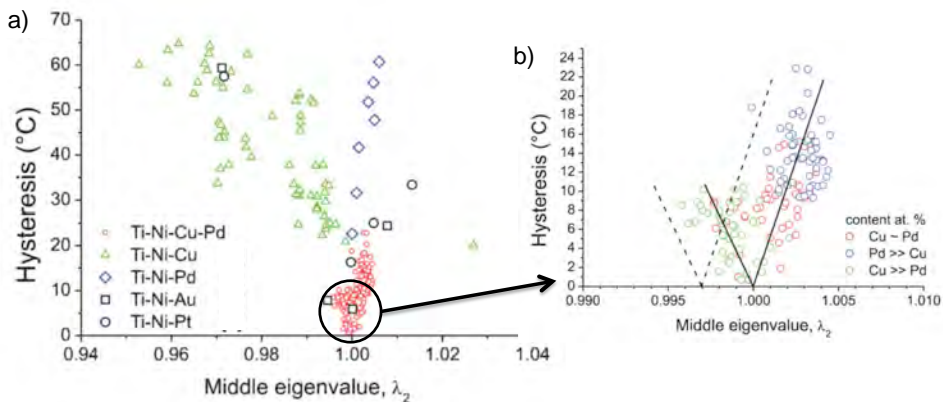 a)
70
60
50
40
30
20
10
0
Hysteresis (°C)
Ti-Ni-Cu-Pd
Ti-Ni-Cu
Ti-Ni-Pd
Ti-Ni-Au
Ti-Ni-Pt
0.94 0.96 0.98 1.00 1.02 1.04
Middle eigenvalue, λ2
b)
24
22
20
18
16
14
12
10
8
6
4
2
0
Hysteresis (°C)
content at. %
Cu ~ Pd
Pd >> Cu
Cu >> Pd
0.990 0.995 1.000 1.005 1.010
Middle eigenvalue, λ2